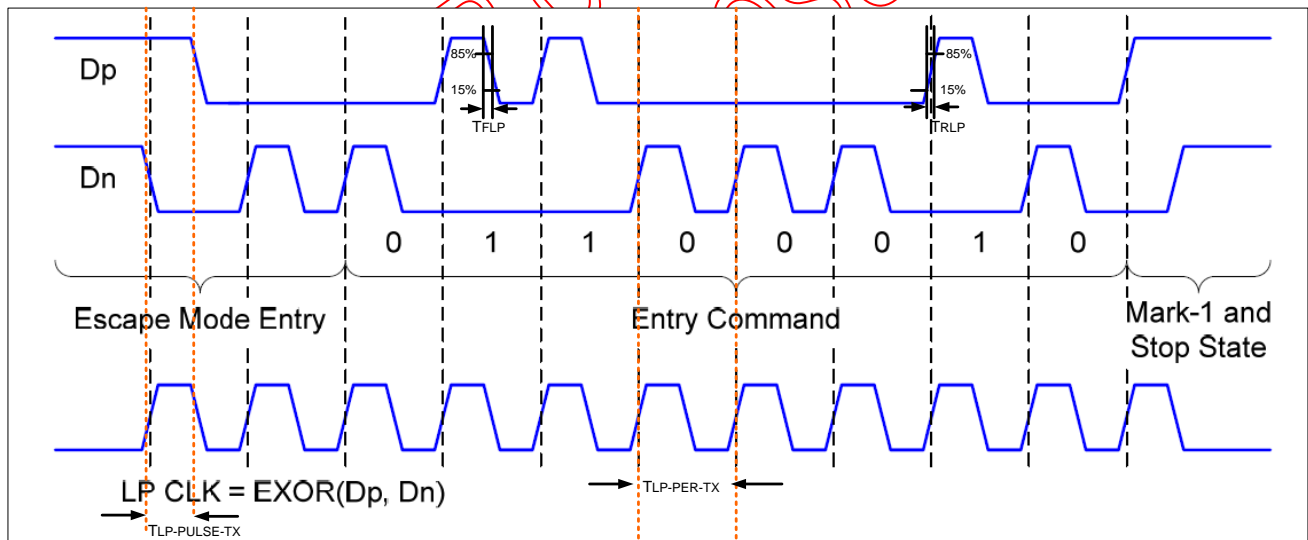 Dp
85%
15%
TFLP
85%
15%
TRLP
Dn
0 1 1 0 0 0 1 0
Escape Mode Entry
Entry Command
Mark-1 and
Stop State
LP CLK = EXOR(Dp, Dn)
TLP-PER-TX
TLP-PULSE-TX